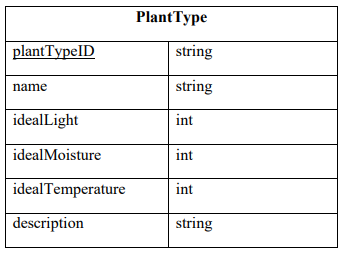 PlantType
plantTypeID string
name string
idealLight int
idealMoisture int
idealTemperature int
description string